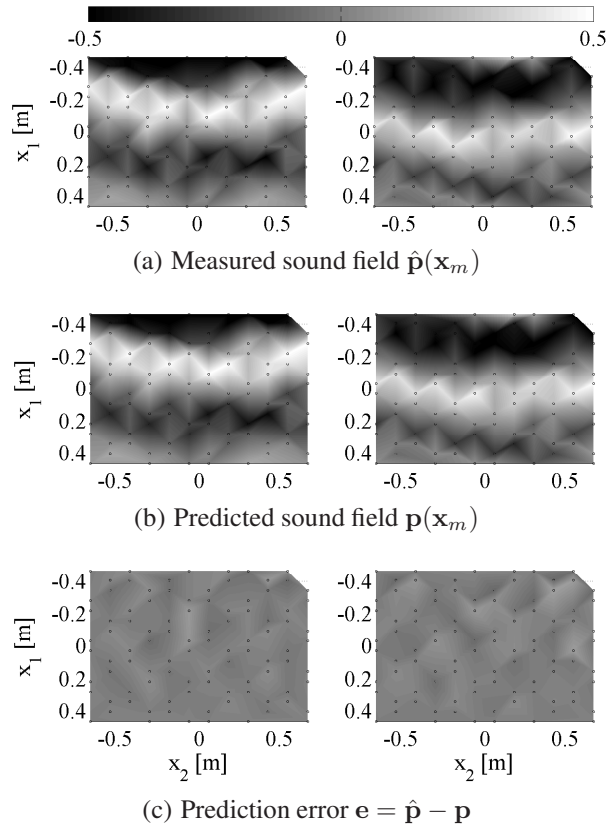 -0.5 0 0.5
-0.4
-0.2
0
0.2
0.4
x1 [m]
-0.5 0 0.5 -0.5 0 0.5
(a) Measured sound field p̂(xm)
-0.4
-0.2
0
0.2
0.4
x1 [m]
-0.5 0 0.5 -0.5 0 0.5
(b) Predicted sound field p(xm)
-0.4
-0.2
0
0.2
0.4
x1 [m]
-0.5 0 0.5 -0.5 0 0.5
x2 [m] x2 [m]
(c) Prediction error e = p̂ − p